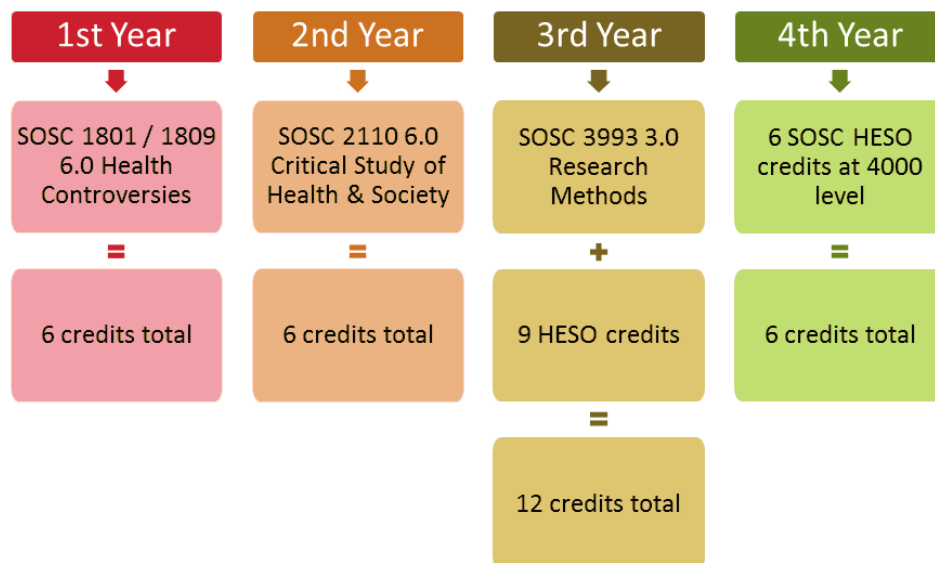 1st Year
SOSC 1801 / 1809
6.0 Health
Controversies
=
6 credits total
2nd Year
SOSC 2110 6.0
Critical Study of
Health & Society
=
6 credits total
3rd Year
SOSC 3993 3.0
Research
Methods
+
9 HESO credits
=
12 credits total
4th Year
6 SOSC HESO
credits at 4000
level
=
6 credits total